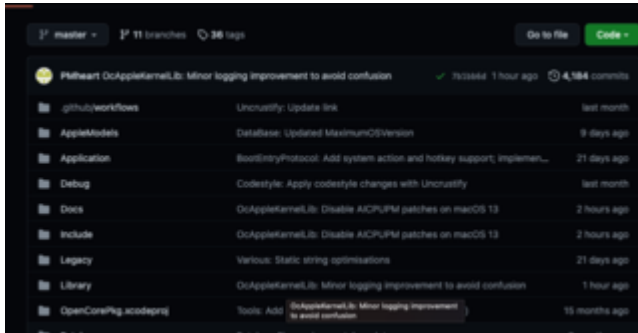 master 11 branches 36 tags Go to file Code
PMheart OcAppleKernelLib: Minor logging improvement to avoid confusion 1 hour ago 4,184 commits
.github/workflows Uncrustify: Update link last month
AppleModels DataBase: Updated MaximumOSVersion 9 days ago
Application BootEntryProtocol: Add system action and hotkey support; implemen... 21 days ago
Debug Codestyle: Apply codestyle changes with Uncrustify last month
Docs OcAppleKernelLib: Disable AICPUPM patches on macOS 13 2 hours ago
Include OcAppleKernelLib: Disable AICPUPM patches on macOS 13 2 hours ago
Legacy Various: Static string optimisations 21 days ago
Library OcAppleKernelLib: Minor logging improvement to avoid confusion 1 hour ago
OpenCorePkg.xcodeproj Tools: Add 15 months ago
OcAppleKernelLib: Minor logging improvement
to avoid confusion